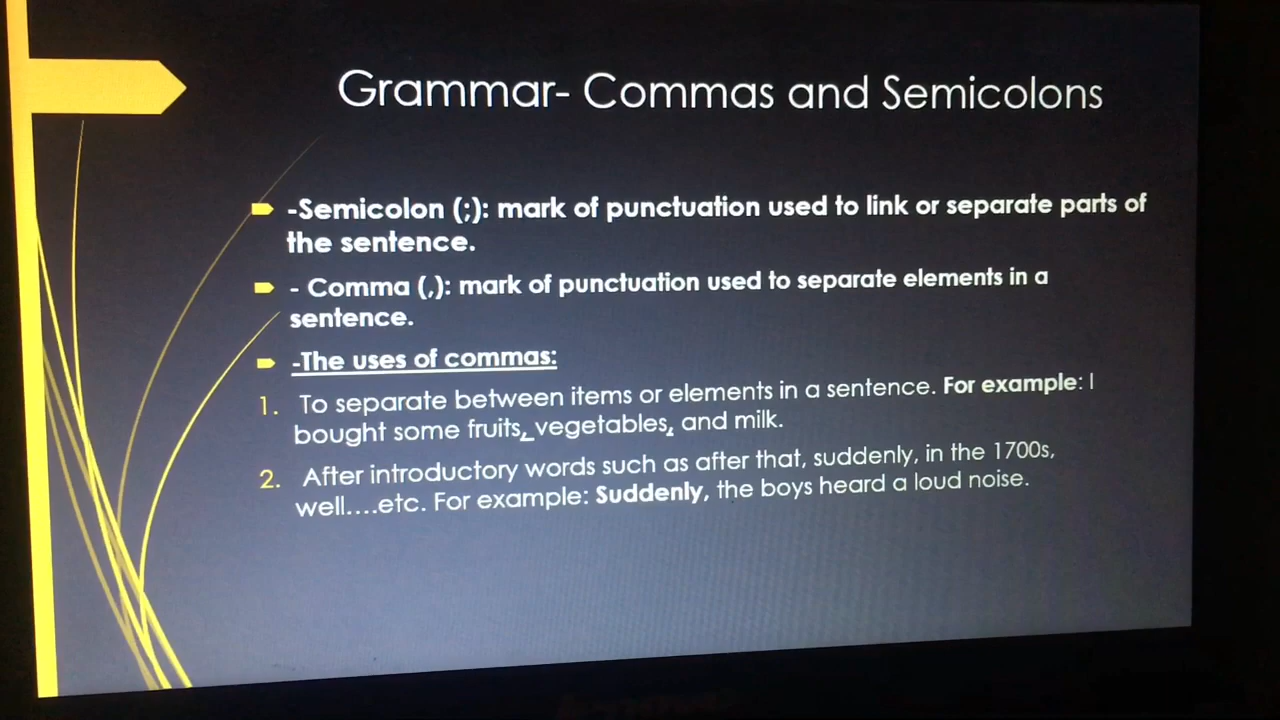 Grammar- Commas and Semicolons
-Semicolon (;): mark of punctuation used to link or separate parts of
the sentence.
- Comma (,): mark of punctuation used to separate elements in a
sentence.
-The uses of commas:
1. To separate between items or elements in a sentence. For example: I
bought some fruits, vegetables, and milk.
2. After introductory words such as after that, suddenly, in the 1700s,
well....etc. For example: Suddenly, the boys heard a loud noise.